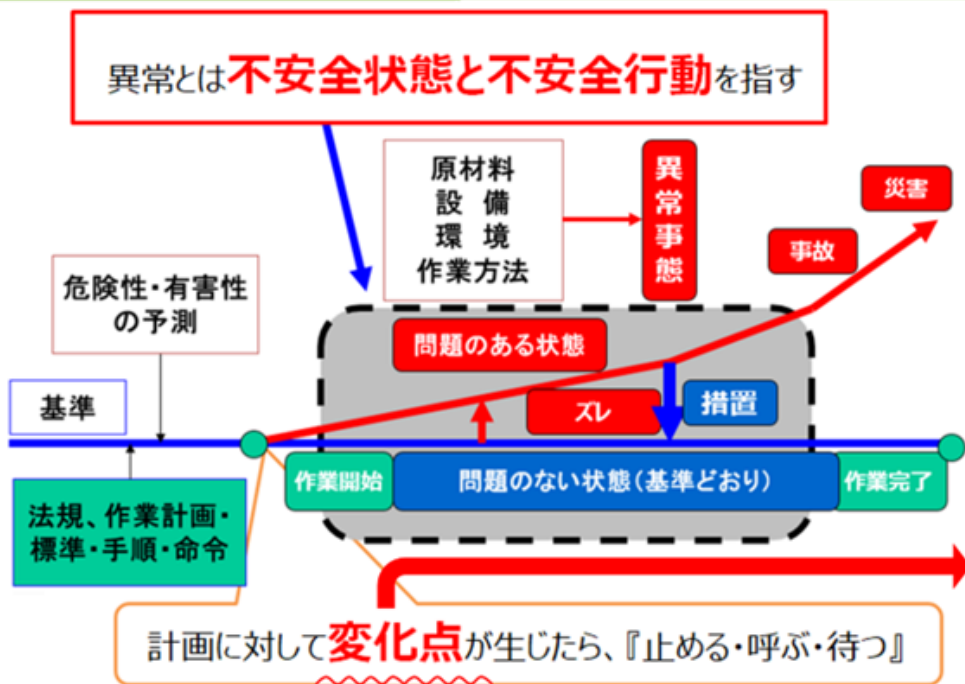 異常とは不安全状態と不安全行動を指す
原材料
設　備
環　境
作業方法
異常事態
災害
事故
危険性・有害性
の予測
問題のある状態
基準
ズレ
措置
作業開始
問題のない状態（基準どおり）
作業完了
法規、作業計画・
標準・手順・命令
計画に対して変化点が生じたら、『止める・呼ぶ・待つ』